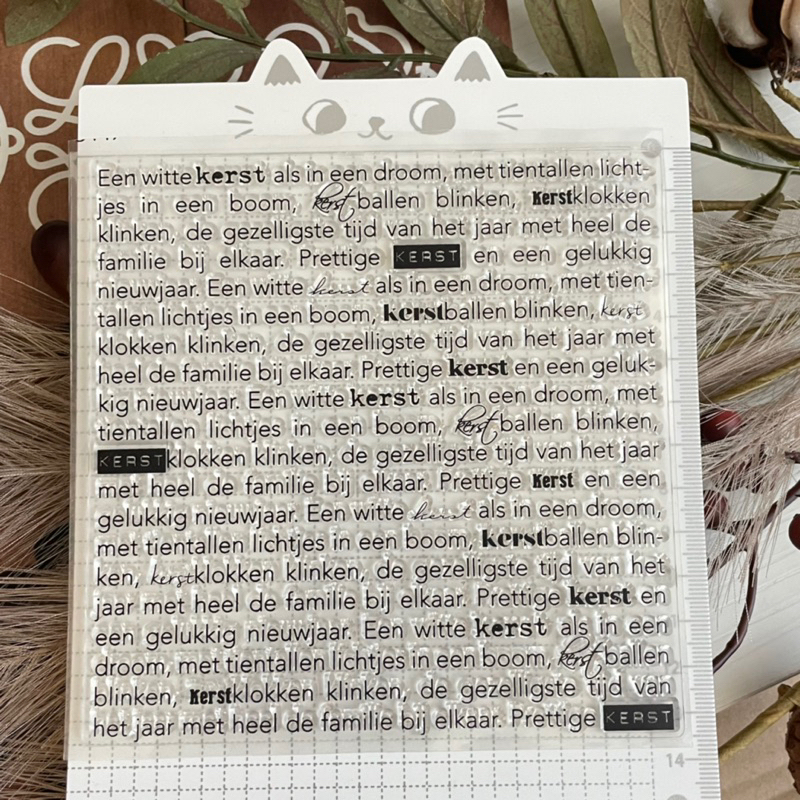 Een witte kerst als in een droom, met tientallen licht-
jes in een boom, kerstballen blinken, Kerstklokken
klinken, de gezelligste tijd van het jaar met heel de
familie bij elkaar. Prettige KERST en een gelukkig
nieuwjaar. Een witte kerst als in een droom, met tien-
tallen lichtjes in een boom, kerstballen blinken, kerst
klokken klinken, de gezelligste tijd van het jaar met
heel de familie bij elkaar. Prettige kerst en een geluk-
kig nieuwjaar. Een witte kerst als in een droom, met
tientallen lichtjes in een boom, kerstballen blinken,
KERSTklokken klinken, de gezelligste tijd van het jaar
met heel de familie bij elkaar. Prettige Kerst en een
gelukkig nieuwjaar. Een witte kerst als in een droom,
met tientallen lichtjes in een boom, kerstballen blin-
ken, kerstklokken klinken, de gezelligste tijd van het
jaar met heel de familie bij elkaar. Prettige kerst en
een gelukkig nieuwjaar. Een witte kerst als in een
droom, met tientallen lichtjes in een boom, kerstballen
blinken, Kerstklokken klinken, de gezelligste tijd van
het jaar met heel de familie bij elkaar. Prettige KERST
14